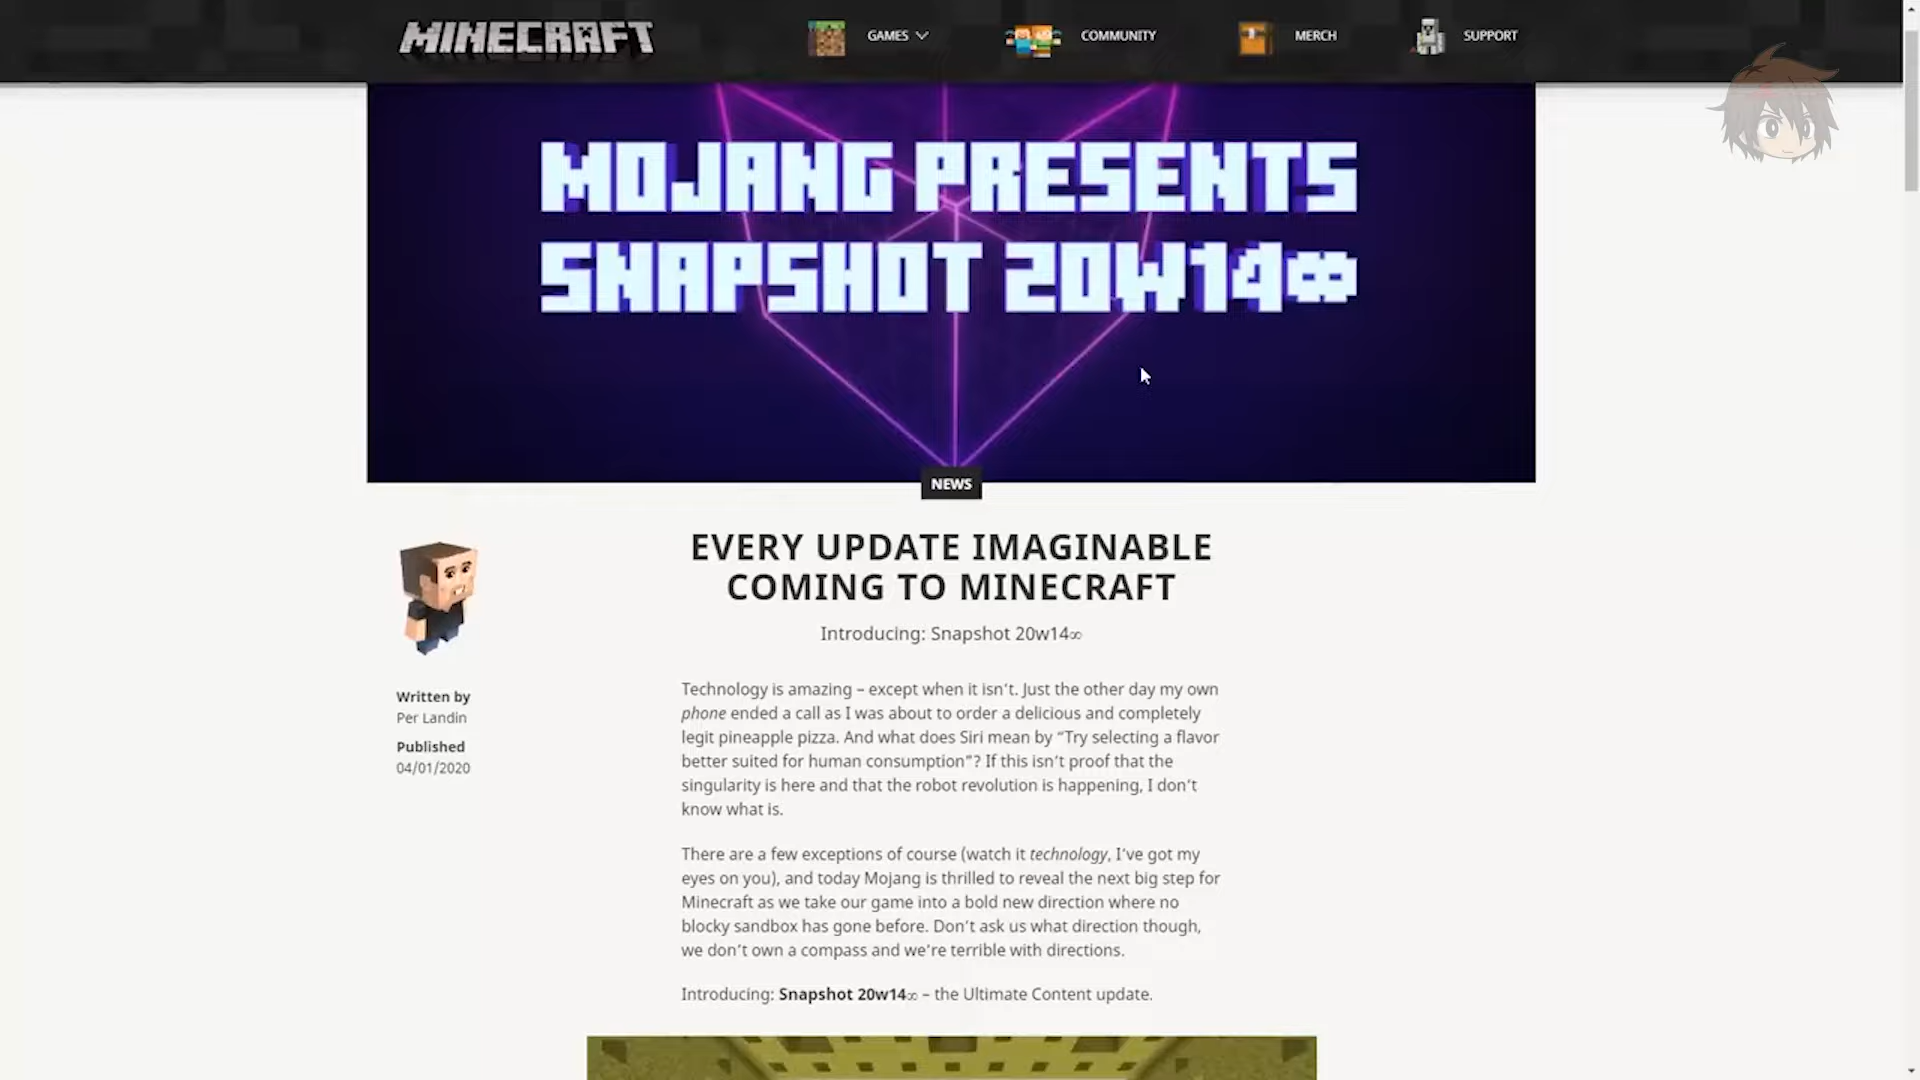 MINECRAFT
GAMES
COMMUNITY
MERCH
SUPPORT
MOJANG PRESENTS
SNAPSHOT 20W14∞
NEWS
EVERY UPDATE IMAGINABLE
COMING TO MINECRAFT
Introducing: Snapshot 20w14∞
Written by
Per Landin
Published
04/01/2020
Technology is amazing – except when it isn't. Just the other day my own
phone ended a call as I was about to order a delicious and completely
legit pineapple pizza. And what does Siri mean by “Try selecting a flavor
better suited for human consumption”? If this isn't proof that the
singularity is here and that the robot revolution is happening, I don't
know what is.
There are a few exceptions of course (watch it technology, I've got my
eyes on you), and today Mojang is thrilled to reveal the next big step for
Minecraft as we take our game into a bold new direction where no
blocky sandbox has gone before. Don't ask us what direction though,
we don't own a compass and we're terrible with directions.
Introducing: Snapshot 20w14∞ – the Ultimate Content update.